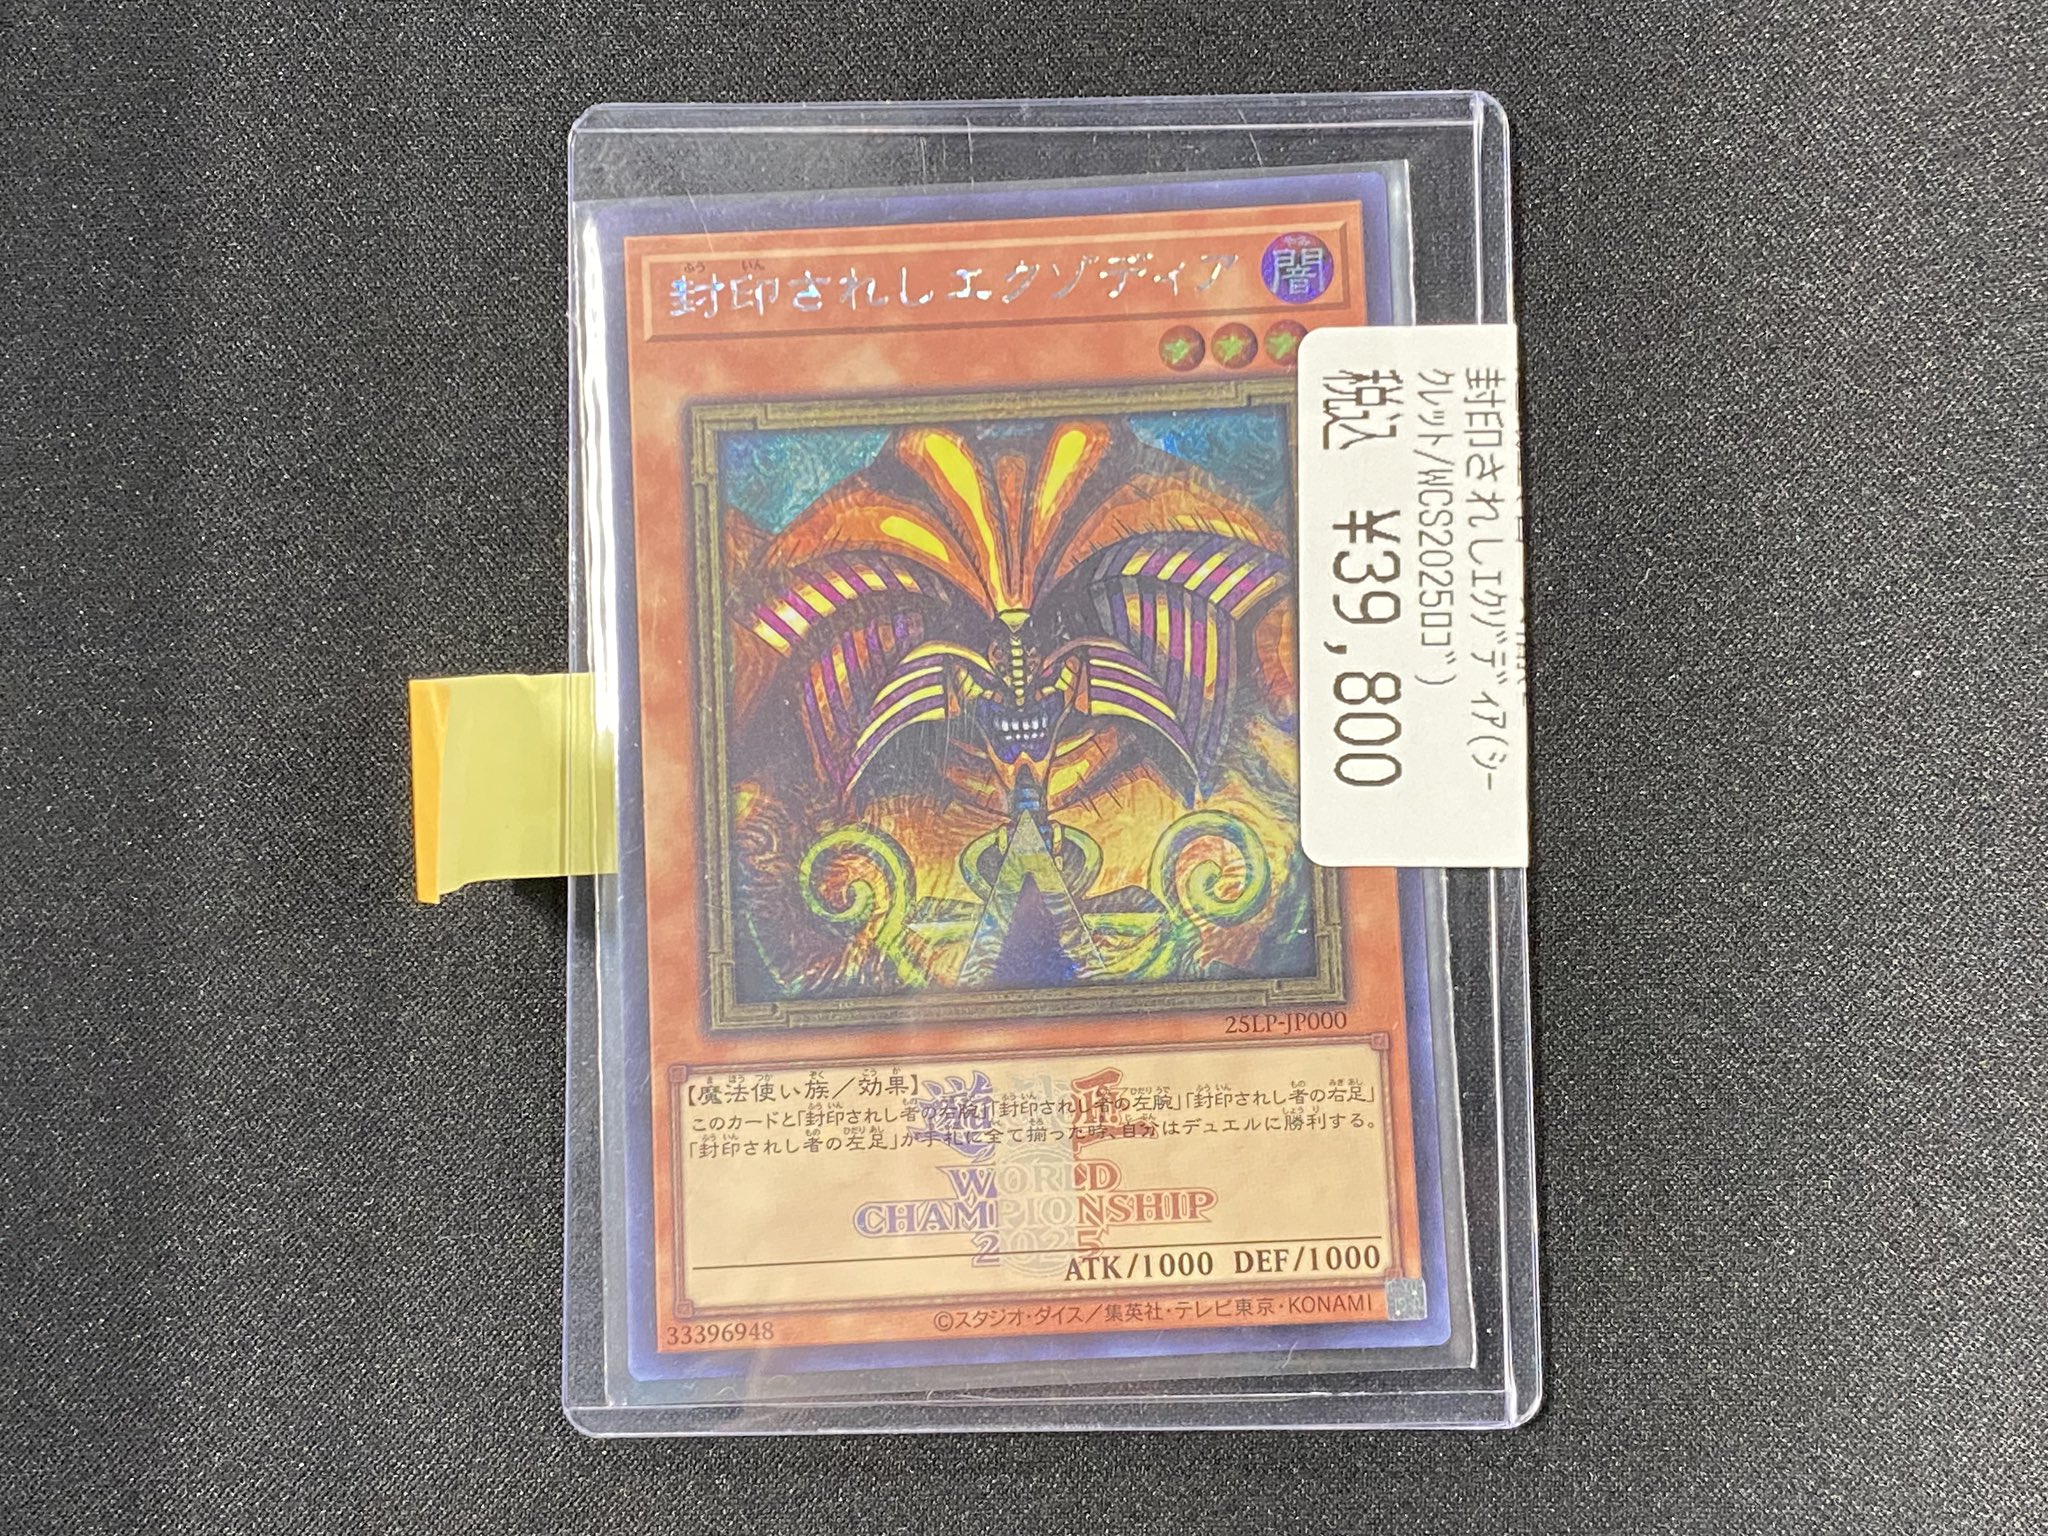 封印されしエクゾディア
闇
税込 ¥39,800
封印されしエクゾディア(シー
クレット/WCS2025ロゴ)
25LP-JP000
【魔法使い族／効果】
このカードと「封印されし者の右腕」「封印されし者の左腕」「封印されし者の右足」
「封印されし者の左足」が手札に全て揃った時、自分はデュエルに勝利する。
WORLD
CHAMPIONSHIP
2025
ATK/1000 DEF/1000
33396948
©スタジオ・ダイス／集英社・テレビ東京・KONAMI